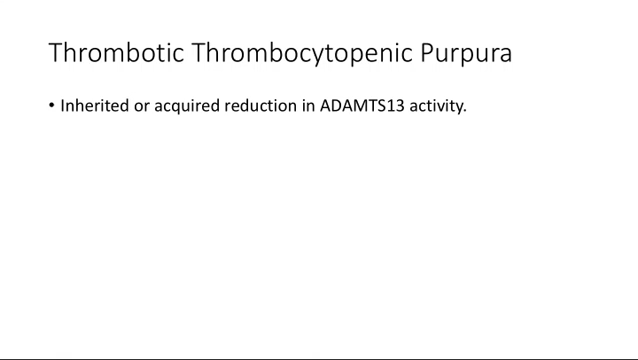 Thrombotic Thrombocytopenic Purpura
• Inherited or acquired reduction in ADAMTS13 activity.